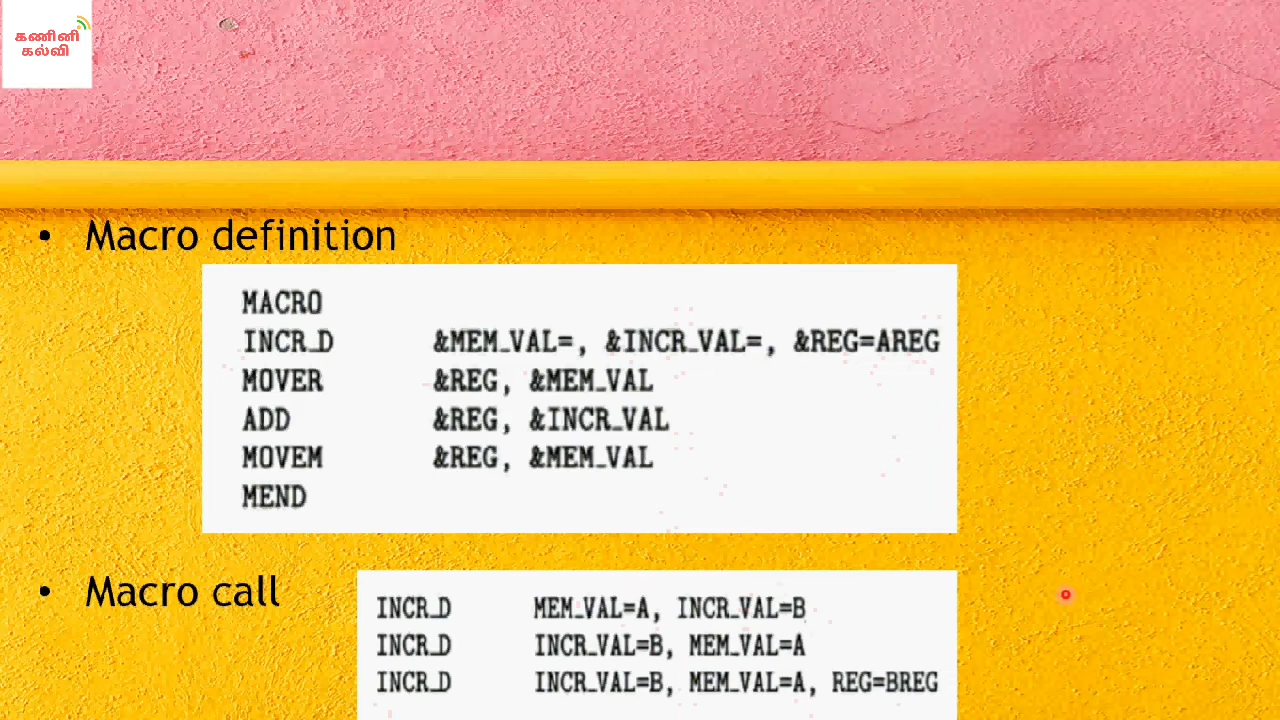 கணினி
கல்வி
• Macro definition
MACRO
INCR_D &MEM_VAL=, &INCR_VAL=, &REG=AREG
MOVER &REG, &MEM_VAL
ADD &REG, &INCR_VAL
MOVEM &REG, &MEM_VAL
MEND
• Macro call
INCR_D MEM_VAL=A, INCR_VAL=B
INCR_D INCR_VAL=B, MEM_VAL=A
INCR_D INCR_VAL=B, MEM_VAL=A, REG=BREG